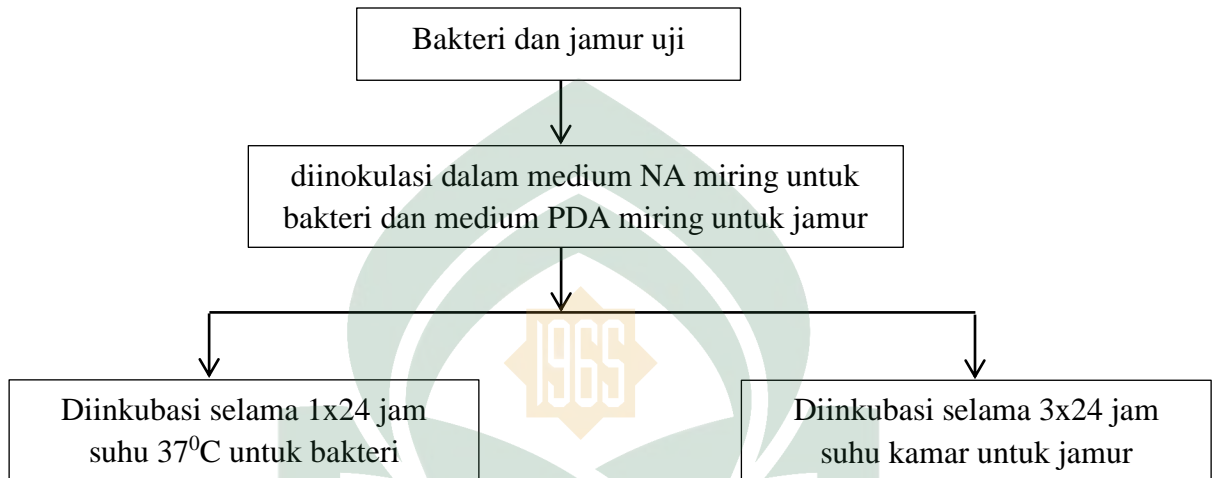 Bakteri dan jamur uji
diinokulasi dalam medium NA miring untuk
bakteri dan medium PDA miring untuk jamur
1965
Diinkubasi selama 1x24 jam
suhu 37⁰C untuk bakteri
Diinkubasi selama 3x24 jam
suhu kamar untuk jamur